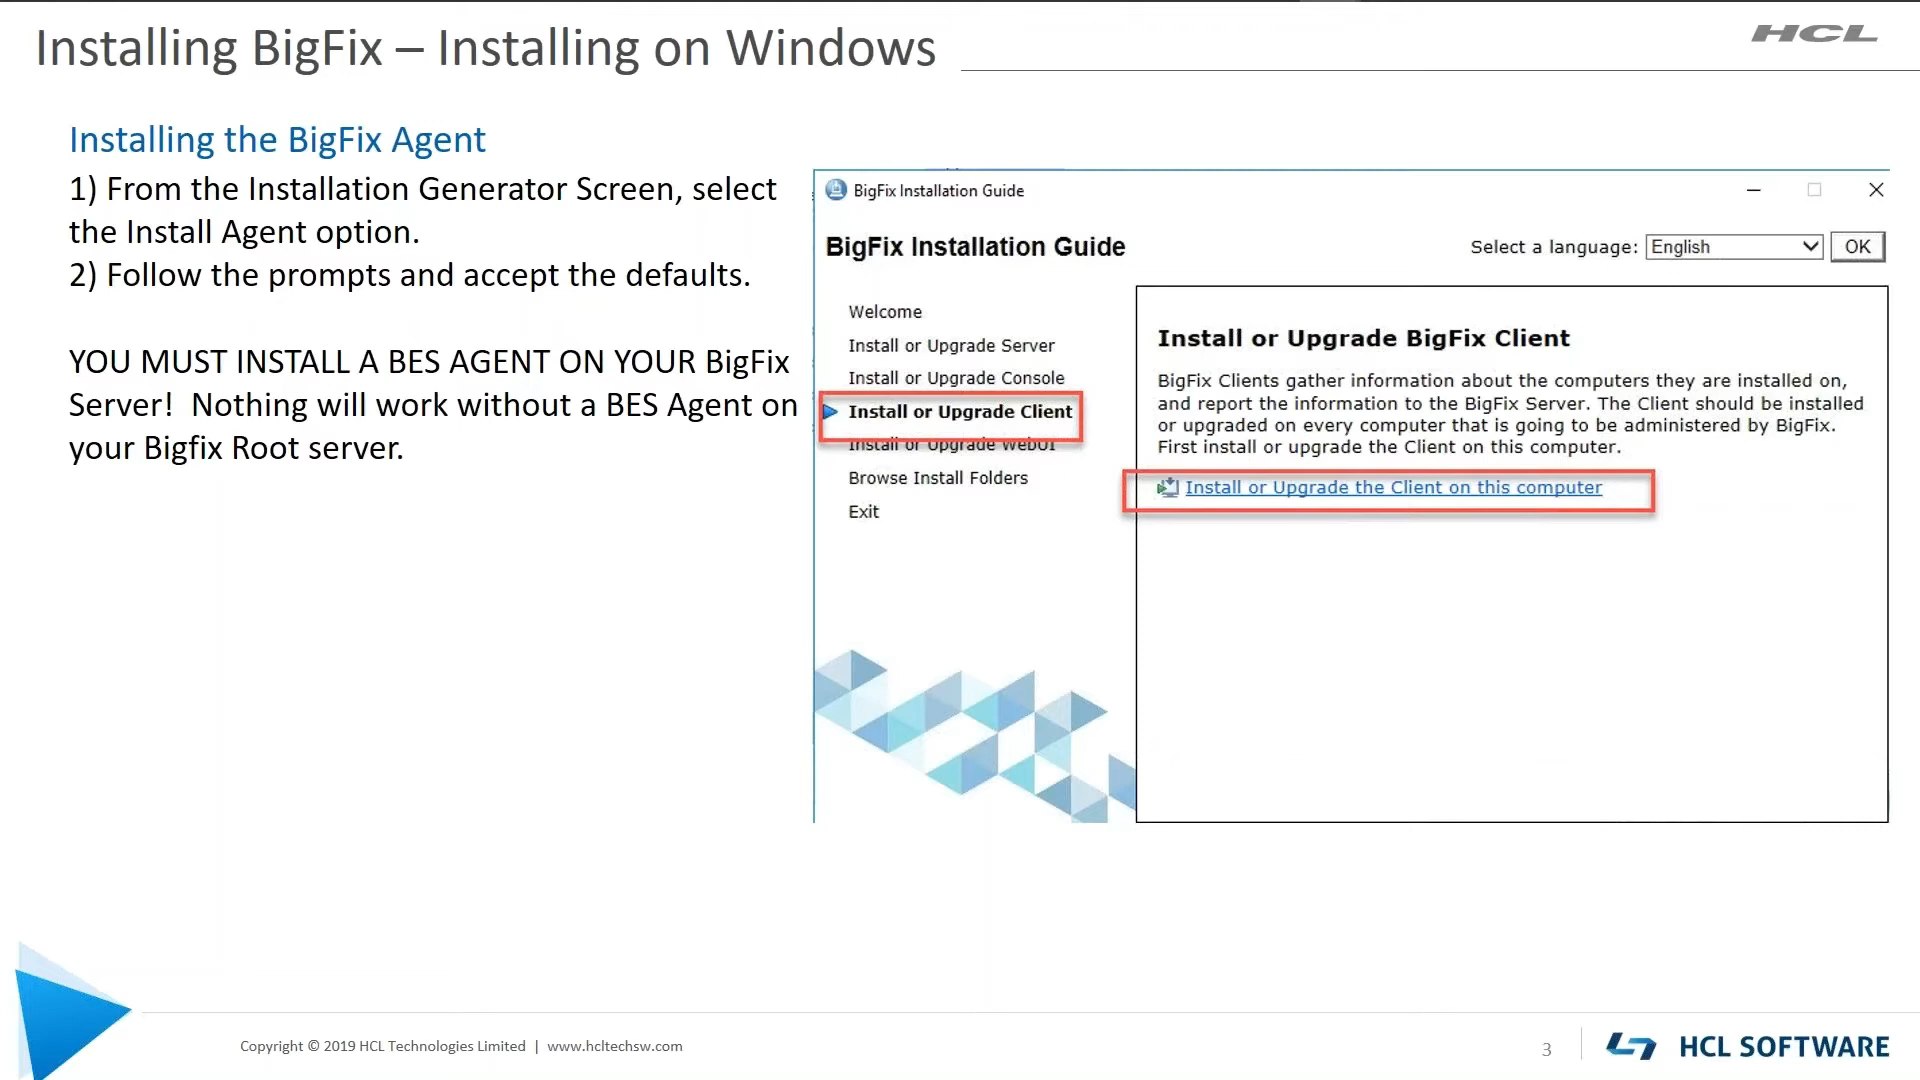 Installing BigFix – Installing on Windows
HCL
Installing the BigFix Agent
1) From the Installation Generator Screen, select
the Install Agent option.
2) Follow the prompts and accept the defaults.
YOU MUST INSTALL A BES AGENT ON YOUR BigFix
Server!  Nothing will work without a BES Agent on
your Bigfix Root server.
BigFix Installation Guide
BigFix Installation Guide
Select a language: English OK
Welcome
Install or Upgrade Server
Install or Upgrade Console
Install or Upgrade Client
Install or Upgrade WebUI
Browse Install Folders
Exit
Install or Upgrade BigFix Client
BigFix Clients gather information about the computers they are installed on,
and report the information to the BigFix Server. The Client should be installed
or upgraded on every computer that is going to be administered by BigFix.
First install or upgrade the Client on this computer.
Install or Upgrade the Client on this computer
Copyright © 2019 HCL Technologies Limited | www.hcltechsw.com
3
HCL SOFTWARE